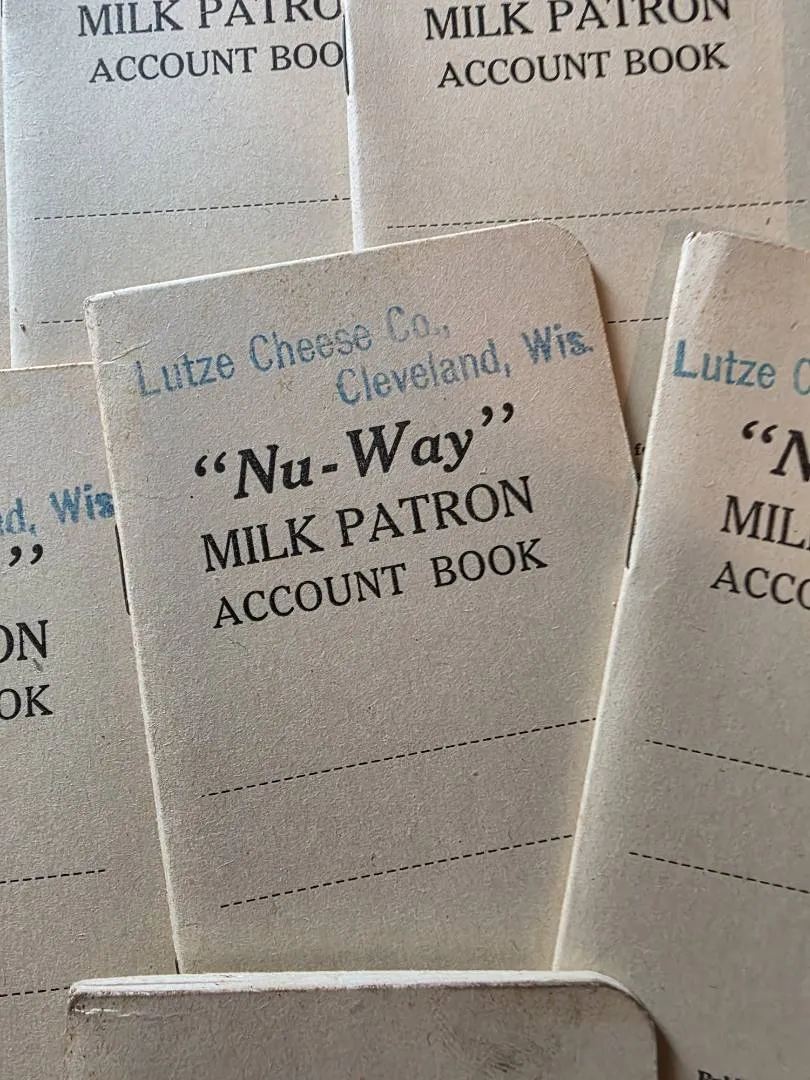 MILK PATRO
ACCOUNT BOO
MILK PATRON
ACCOUNT BOOK
Lutze Cheese Co.,
Cleveland, Wis.
“Nu-Way”
MILK PATRON
ACCOUNT BOOK
d, Wis
”
ON
OK
Lutze C
“N
MIL
ACCO